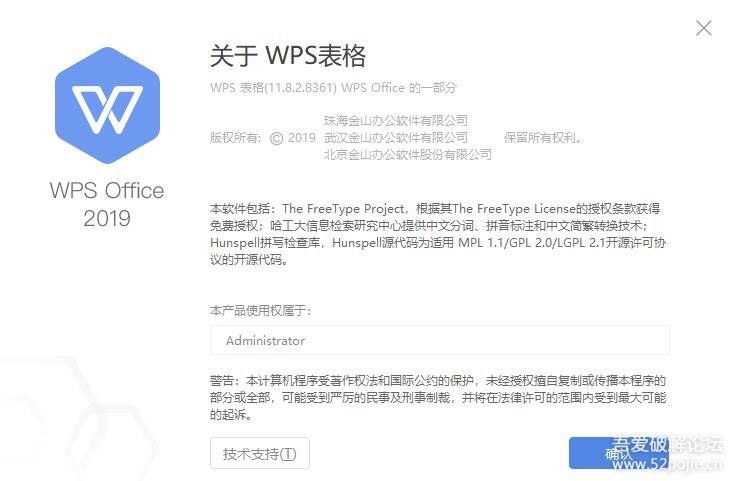 关于 WPS表格
WPS 表格(11.8.2.8361) WPS Office 的一部分
珠海金山办公软件有限公司
版权所有: © 2019 武汉金山办公软件有限公司 保留所有权利。
北京金山办公软件股份有限公司
WPS Office
2019
本软件包括：The FreeType Project，根据其The FreeType License的授权条款获得
免费授权；哈工大信息检索研究中心提供中文分词、拼音标注和中文简繁转换技术；
Hunspell拼写检查库，Hunspell源代码为适用 MPL 1.1/GPL 2.0/LGPL 2.1开源许可协
议的开源代码。
本产品使用权属于：
Administrator
警告：本计算机程序受著作权法和国际公约的保护，未经授权擅自复制或传播本程序的
部分或全部，可能受到严厉的民事及刑事制裁，并将在法律许可的范围内受到最大可能
的起诉。
技术支持(T)
确认
吾爱破解论坛
www.52pojie.cn